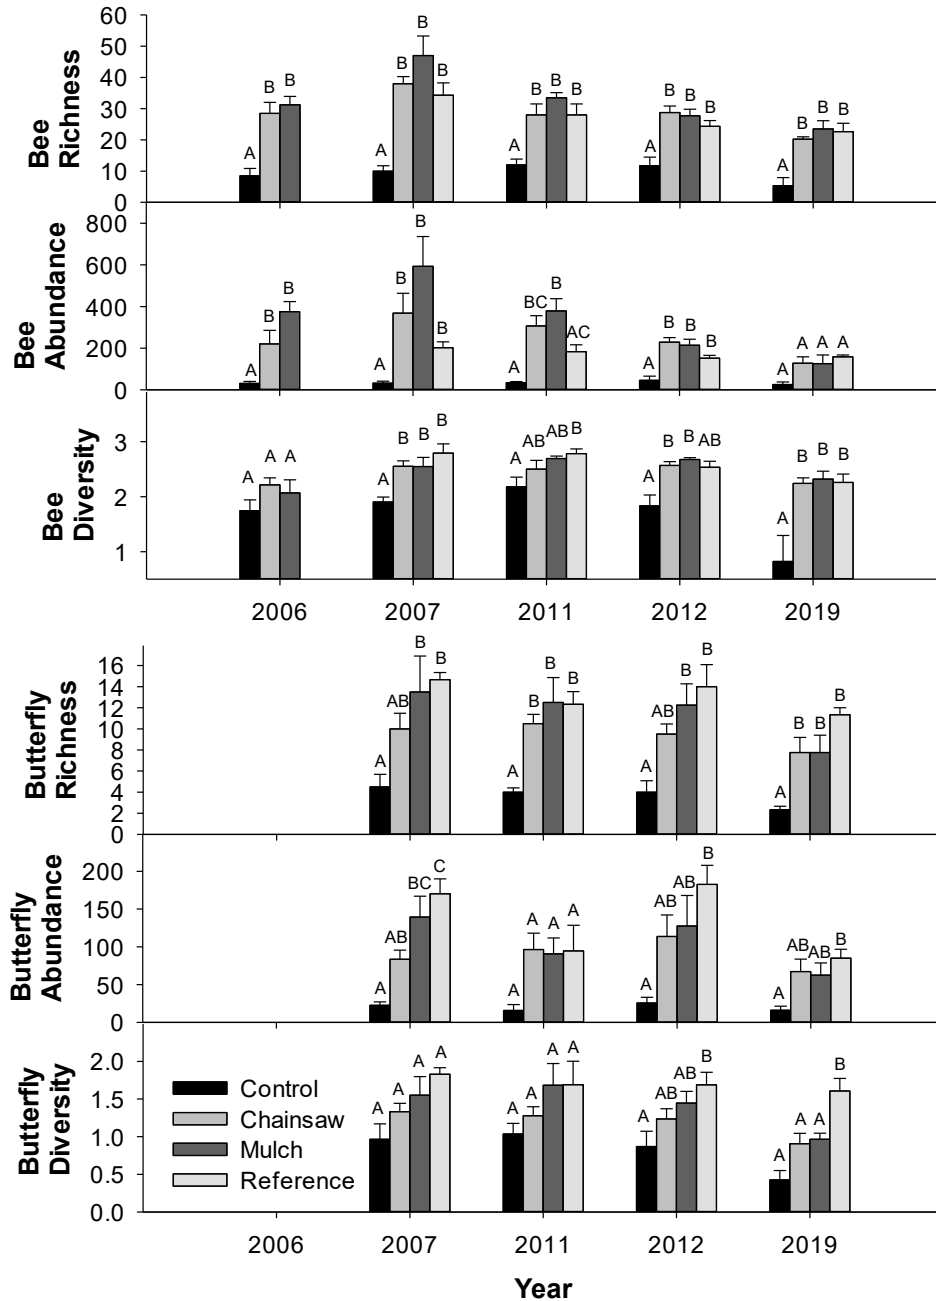 Bee
Richness
60
50
40
30
20
10
0
A B B
A B B B
A B B B
A B B B
A B B B
Bee
Abundance
800
600
400
200
0
A B B
A B B B
A BC B AC
A B B B
A A A A
Bee
Diversity
3
2
1
A A A
A B B B
A AB AB B
A B B AB
A B B B
2006 2007 2011 2012 2019
Butterfly
Richness
16
14
12
10
8
6
4
2
0
A AB B B
A B B B
A AB B B
A B B B
Butterfly
Abundance
200
150
100
50
0
A AB BC C
A A A A
A AB AB B
A AB AB B
Butterfly
Diversity
2.0
1.5
1.0
0.5
0.0
A A A A
A A A A
A AB AB B
A A A B
Control
Chainsaw
Mulch
Reference
2006 2007 2011 2012 2019
Year